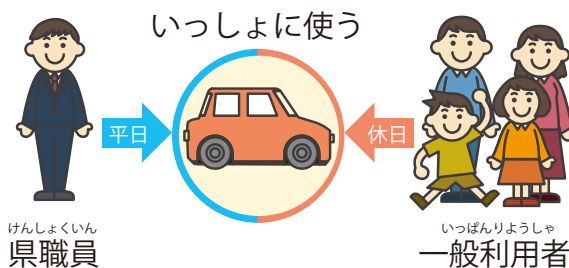 いっしょに使う
平日
休日
けんしょくいん
県職員
いっぱんりようしゃ
一般利用者